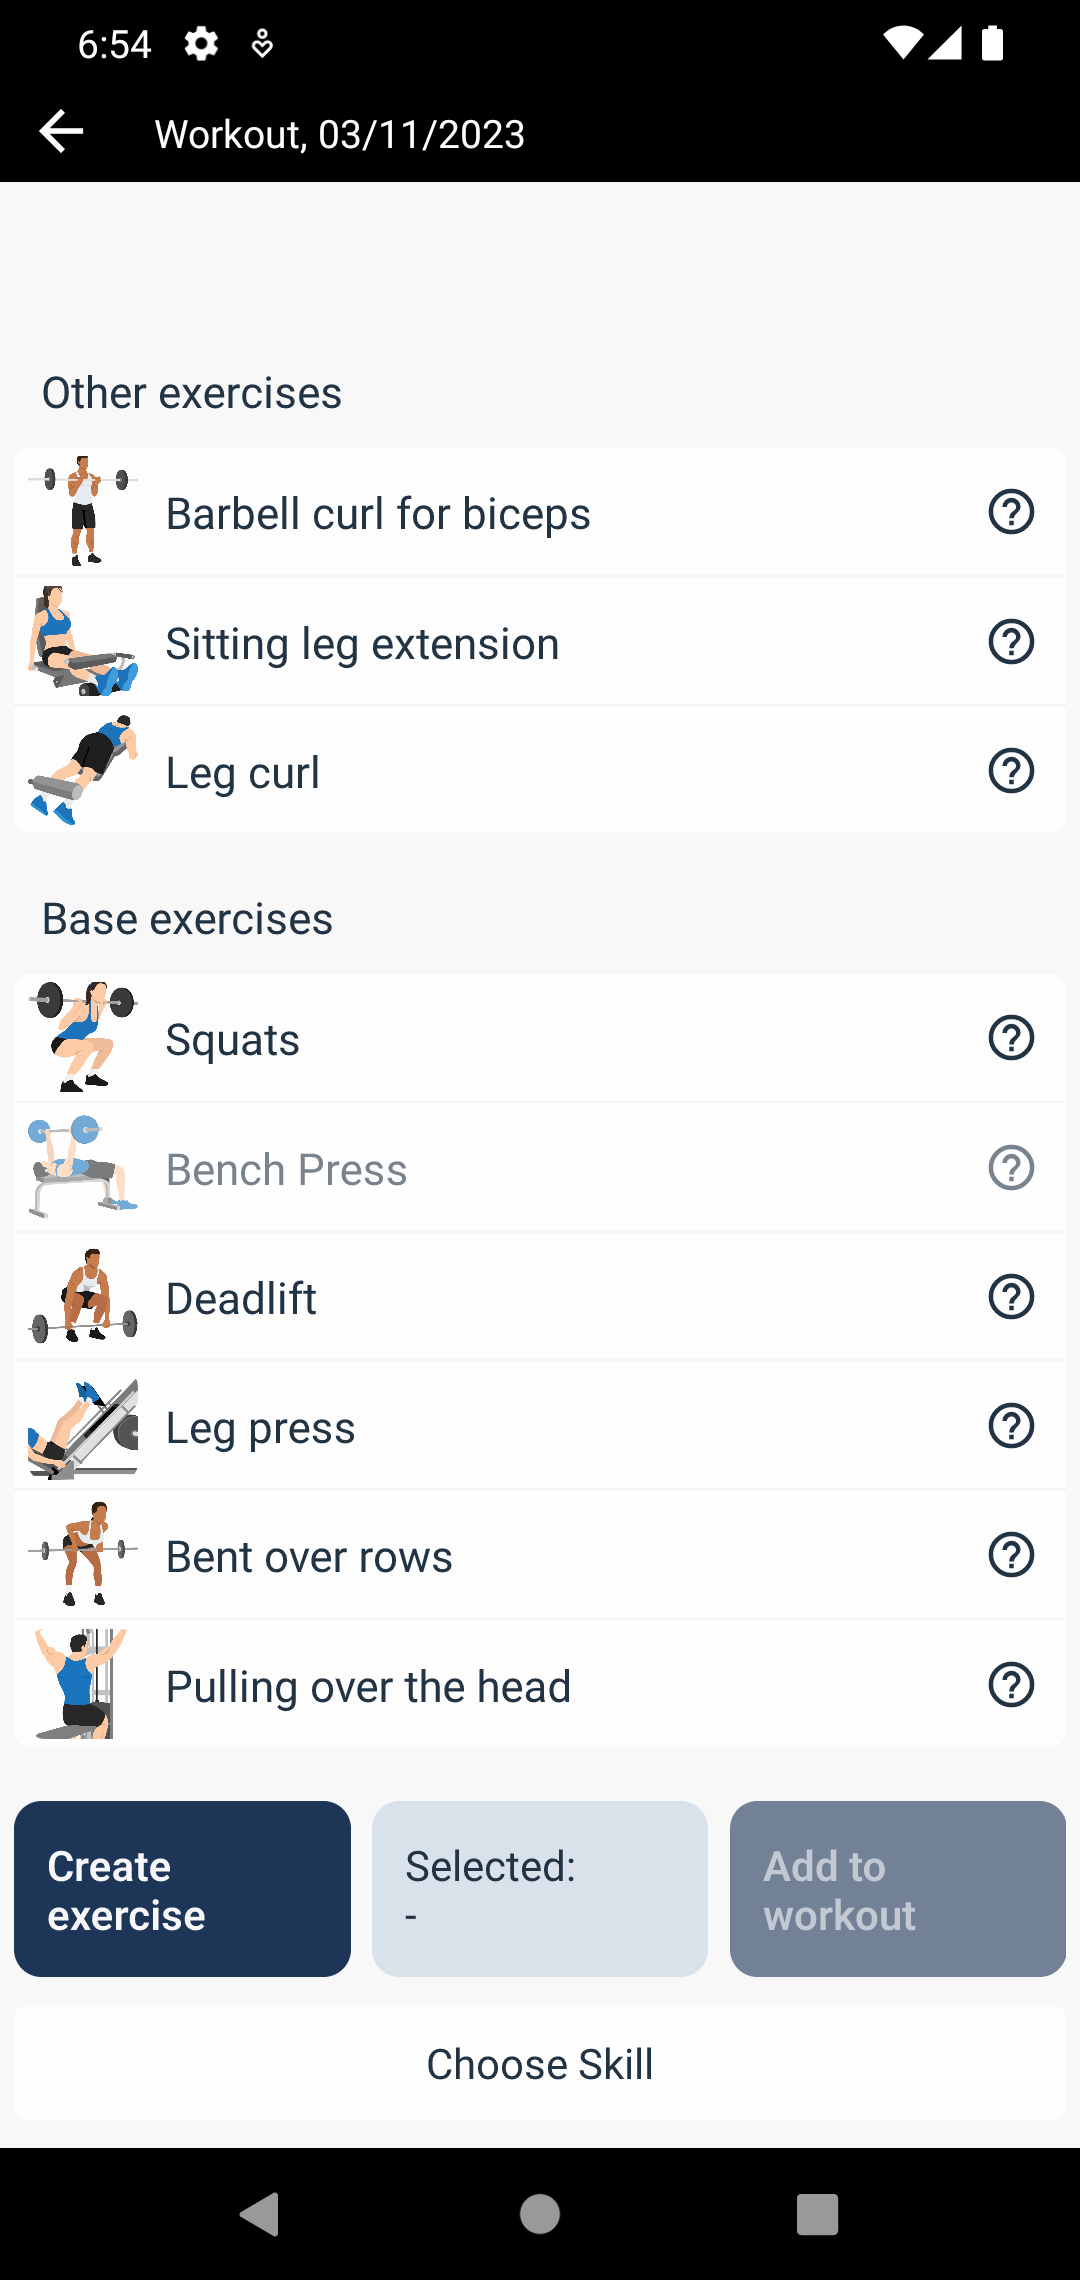 6:54
Workout, 03/11/2023
Other exercises
Barbell curl for biceps
Sitting leg extension
Leg curl
Base exercises
Squats
Bench Press
Deadlift
Leg press
Bent over rows
Pulling over the head
Create
exercise
Selected:
-
Add to
workout
Choose Skill